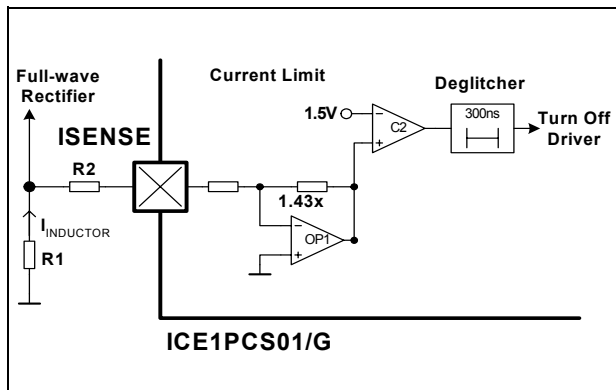 Full-wave
Rectifier
Current Limit
Deglitcher
300ns
Turn Off
Driver
1.5V
C2
ISENSE
R2
1.43x
OP1
IINDUCTOR
R1
ICE1PCS01/G